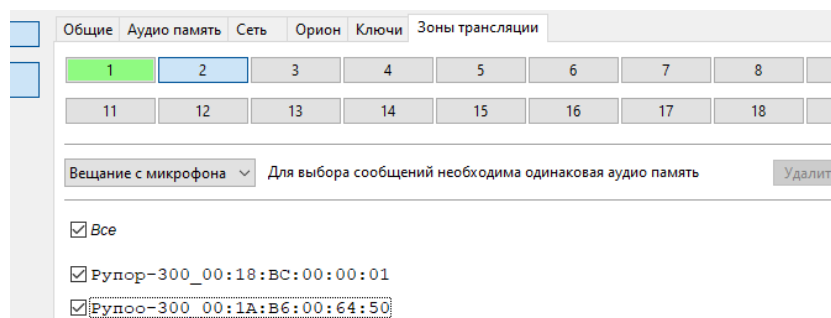 Общие Аудио память Сеть Орион Ключи Зоны трансляции
1 2 3 4 5 6 7 8
11 12 13 14 15 16 17 18
Вещание с микрофона Для выбора сообщений необходима одинаковая аудио память Удалит
Все
Рупор-300_00:18:BC:00:00:01
Рупоо-300_00:1A:B6:00:64:50